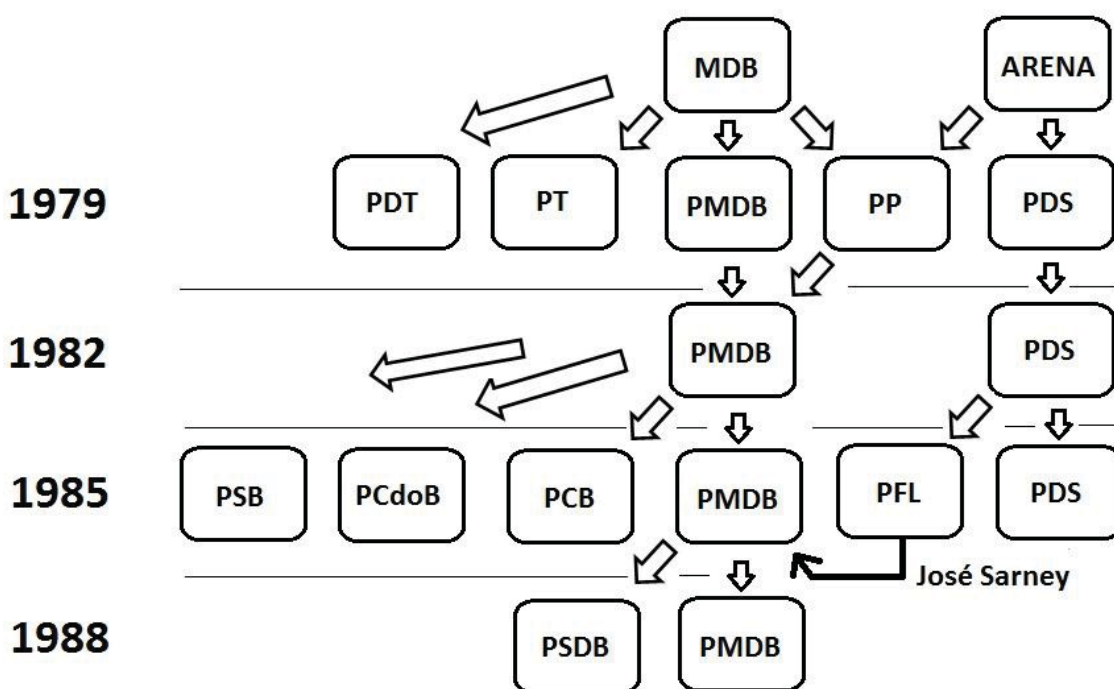 MDB ARENA
1979 PDT PT PMDB PP PDS
1982 PMDB PDS
1985 PSB PCdoB PCB PMDB PFL PDS
José Sarney
1988 PSDB PMDB